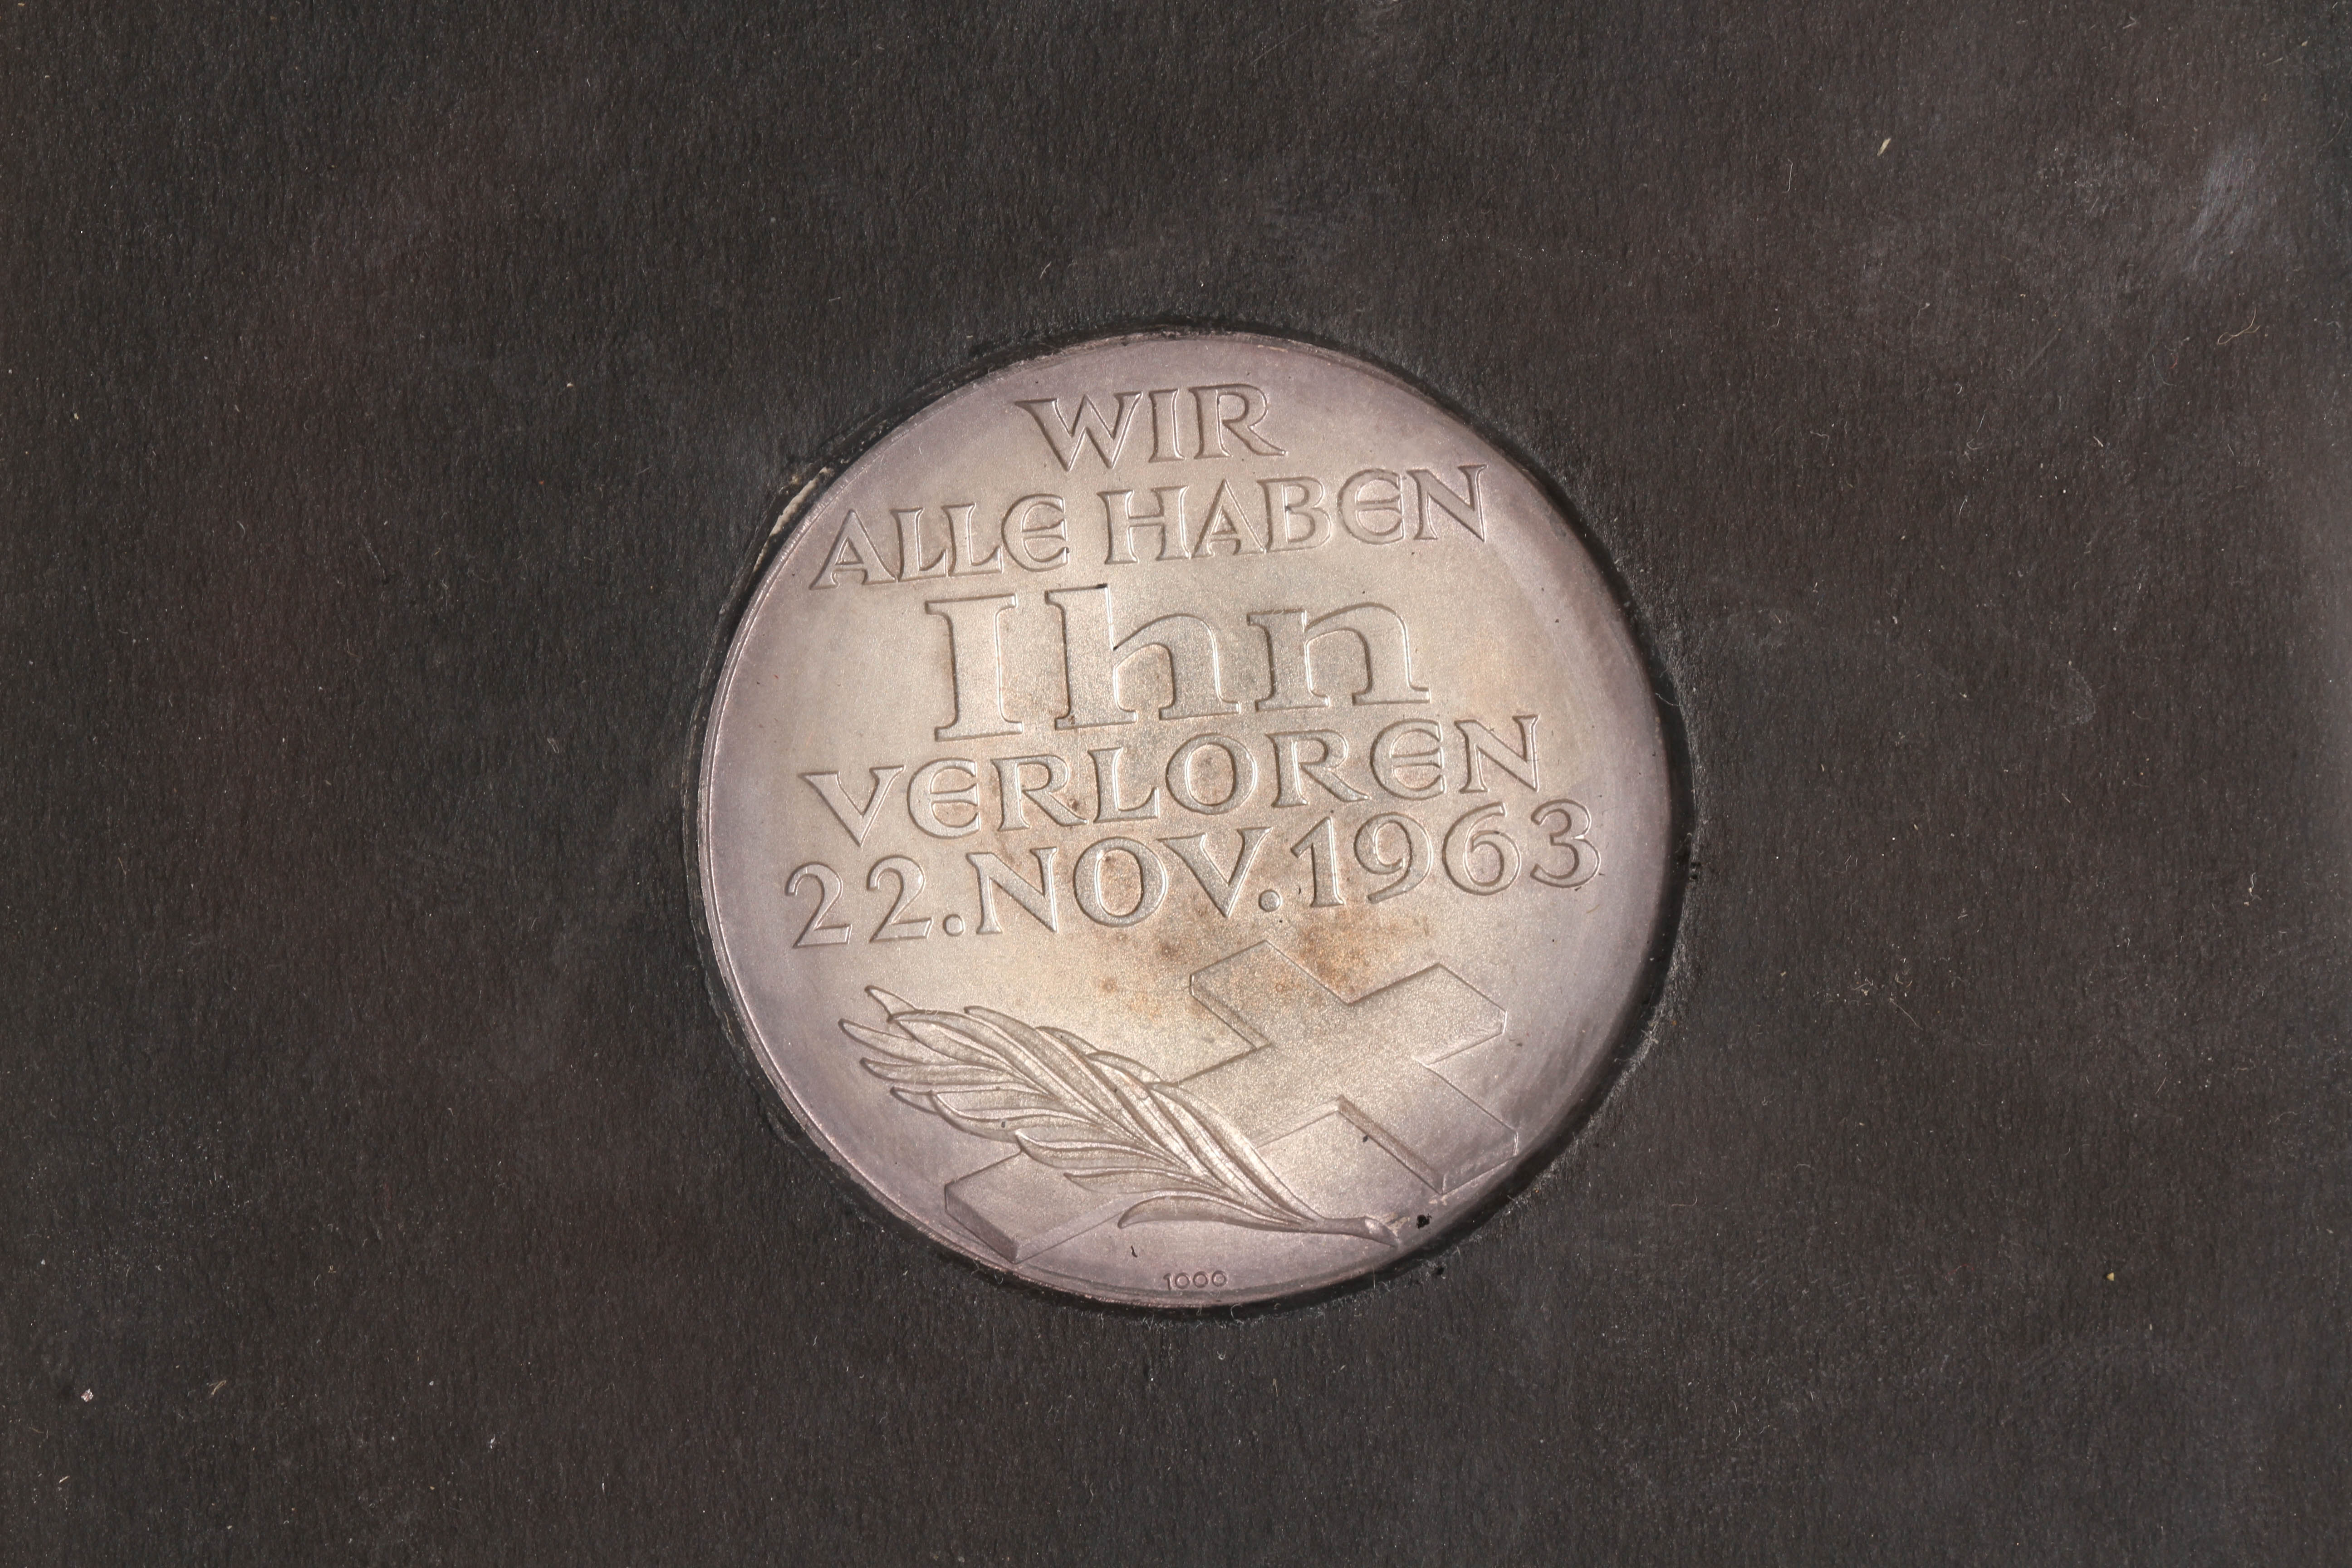 WIR
ALLE HABEN
Ihn
VERLOREN
22.NOV.1963
1000